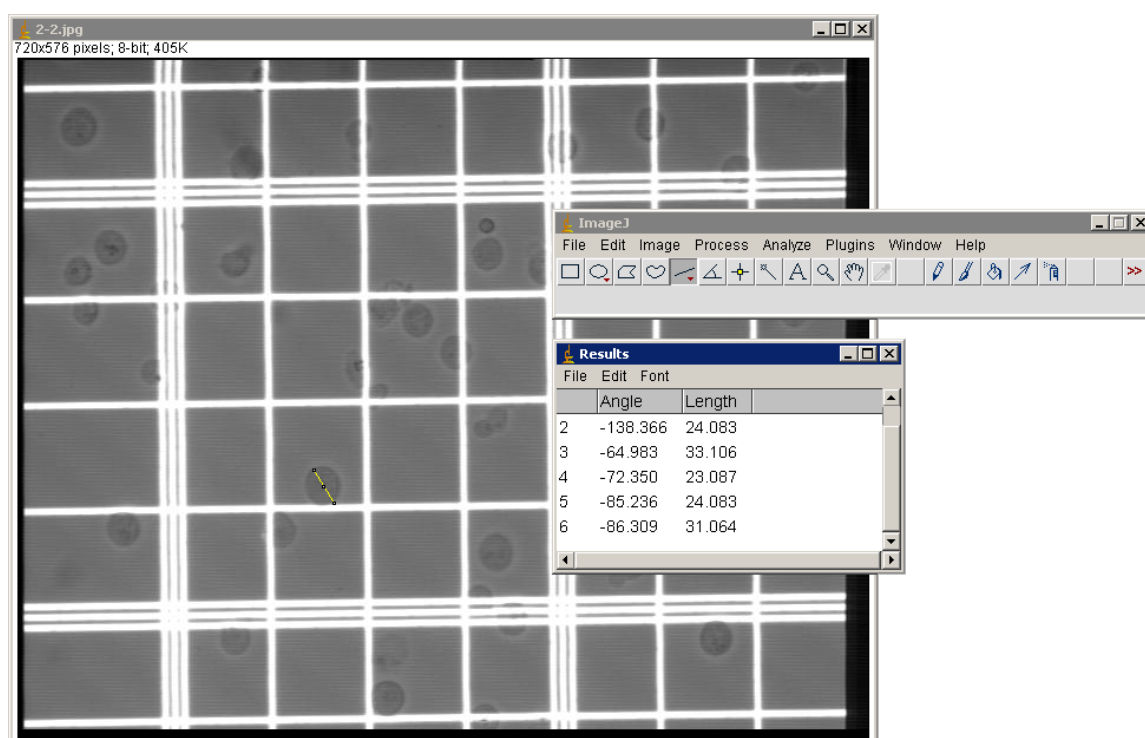 2-2.jpg
720x576 pixels; 8-bit; 405K
ImageJ
File Edit Image Process Analyze Plugins Window Help
A
>>
Results
File Edit Font
Angle Length
2 -138.366 24.083
3 -64.983 33.106
4 -72.350 23.087
5 -85.236 24.083
6 -86.309 31.064